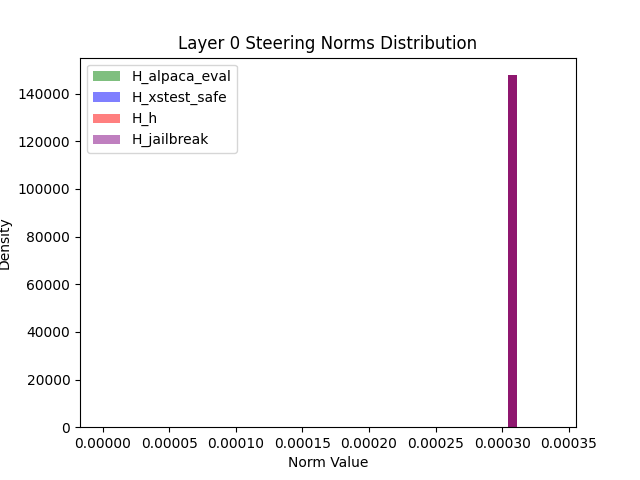 Layer 0 Steering Norms Distribution
H_alpaca_eval
H_xstest_safe
H_h
H_jailbreak
140000
120000
100000
80000
60000
40000
20000
0
Density
0.00000 0.00005 0.00010 0.00015 0.00020 0.00025 0.00030 0.00035
Norm Value